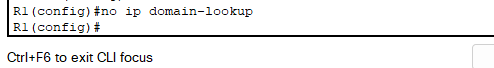 R1(config)#no ip domain-lookup
R1(config)#
Ctrl+F6 to exit CLI focus